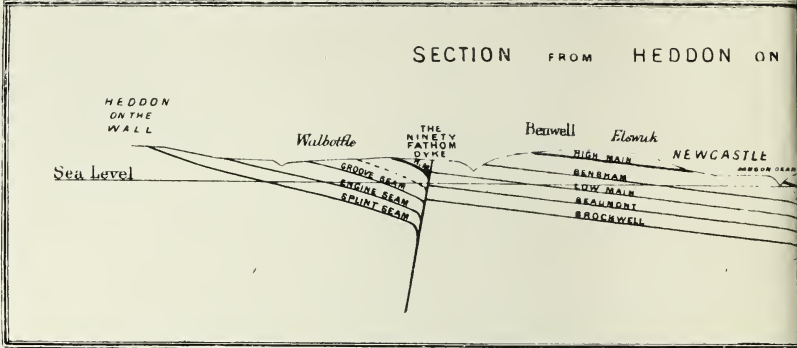 SECTION FROM HEDDON ON
HEDDON
ON THE
WALL
Walbottle
THE
NINETY
FATHOM
DYKE
Benwell
Elswick
HIGH MAIN
NEWCASTLE
Sea Level
GROOVE SEAM
ENGINE SEAM
SPLINT SEAM
BENSHAM
LOW MAIN
BEAUMONT
BROCKWELL